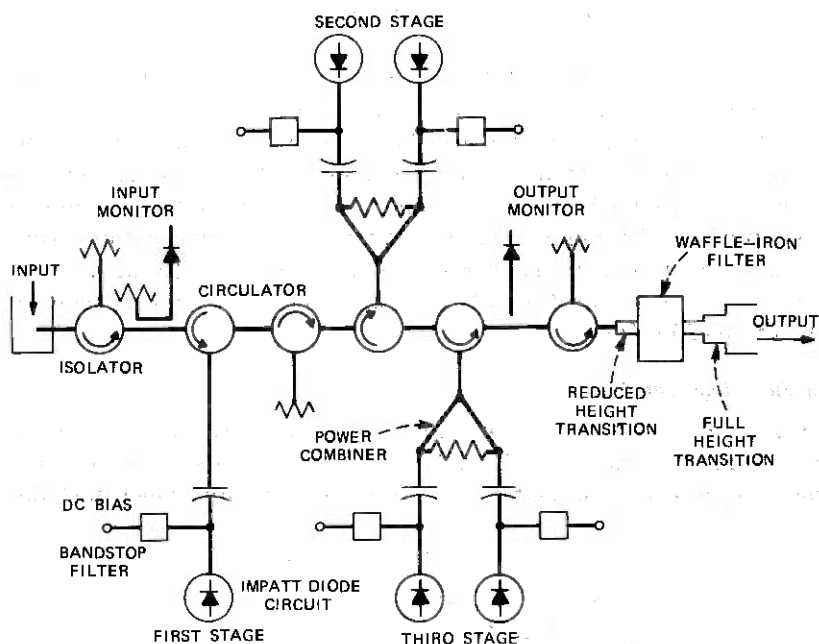 SECOND STAGE
INPUT
MONITOR
OUTPUT
MONITOR
WAFFLE-IRON
FILTER
INPUT
CIRCULATOR
OUTPUT
ISOLATOR
REDUCED
HEIGHT
TRANSITION
FULL
HEIGHT
TRANSITION
POWER
COMBINER
DC BIAS
BANDSTOP
FILTER
IMPATT DIODE
CIRCUIT
FIRST STAGE
THIRO STAGE